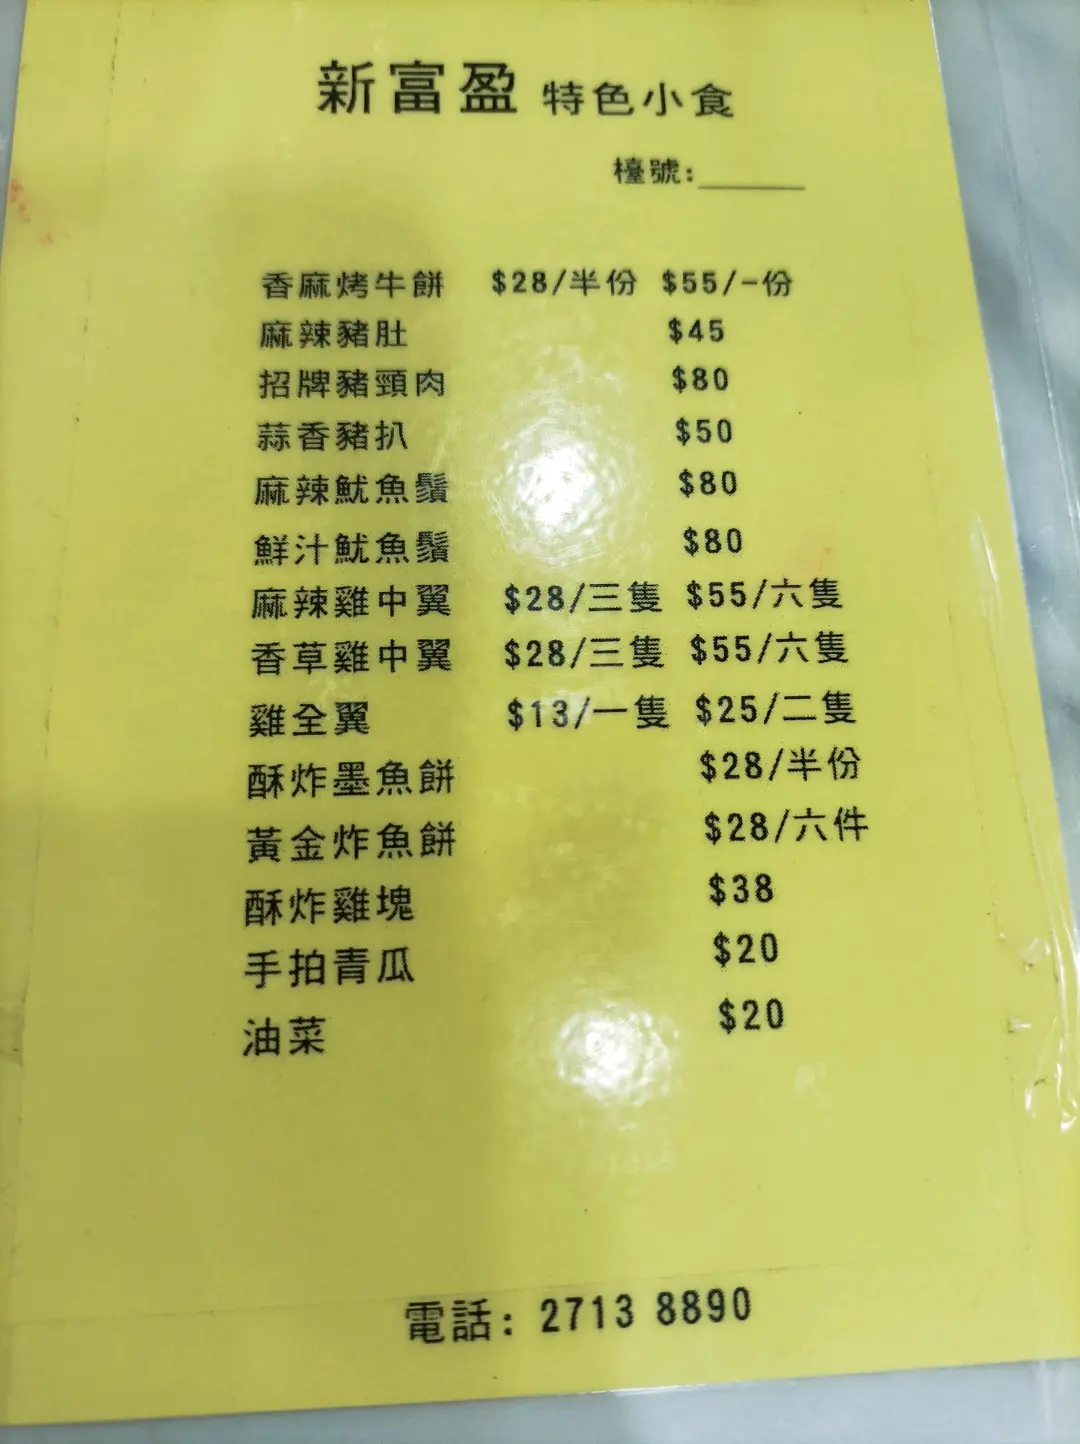 新富盈 特色小食
檯號:______
香麻烤牛餅 $28/半份 $55/-份
麻辣豬肚 $45
招牌豬頸肉 $80
蒜香豬扒 $50
麻辣魷魚鬚 $80
鮮汁魷魚鬚 $80
麻辣雞中翼 $28/三隻 $55/六隻
香草雞中翼 $28/三隻 $55/六隻
雞全翼 $13/一隻 $25/二隻
酥炸墨魚餅 $28/半份
黃金炸魚餅 $28/六件
酥炸雞塊 $38
手拍青瓜 $20
油菜 $20
電話: 2713 8890